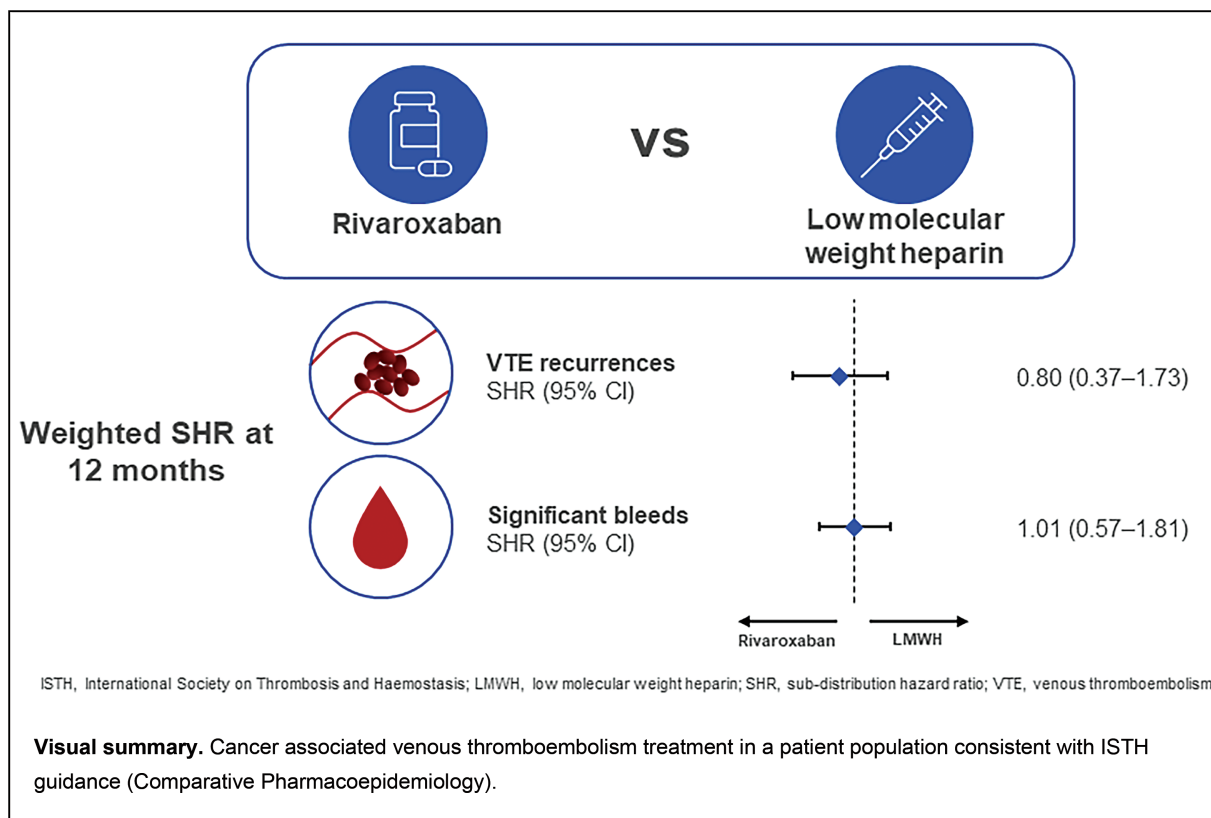 vs
Rivaroxaban
Low molecular
weight heparin
Weighted SHR at
12 months
VTE recurrences
SHR (95% CI)
0.80 (0.37–1.73)
Significant bleeds
SHR (95% CI)
1.01 (0.57–1.81)
Rivaroxaban
LMWH
ISTH, International Society on Thrombosis and Haemostasis; LMWH, low molecular weight heparin; SHR, sub-distribution hazard ratio; VTE, venous thromboembolism
Visual summary. Cancer associated venous thromboembolism treatment in a patient population consistent with ISTH
guidance (Comparative Pharmacoepidemiology).